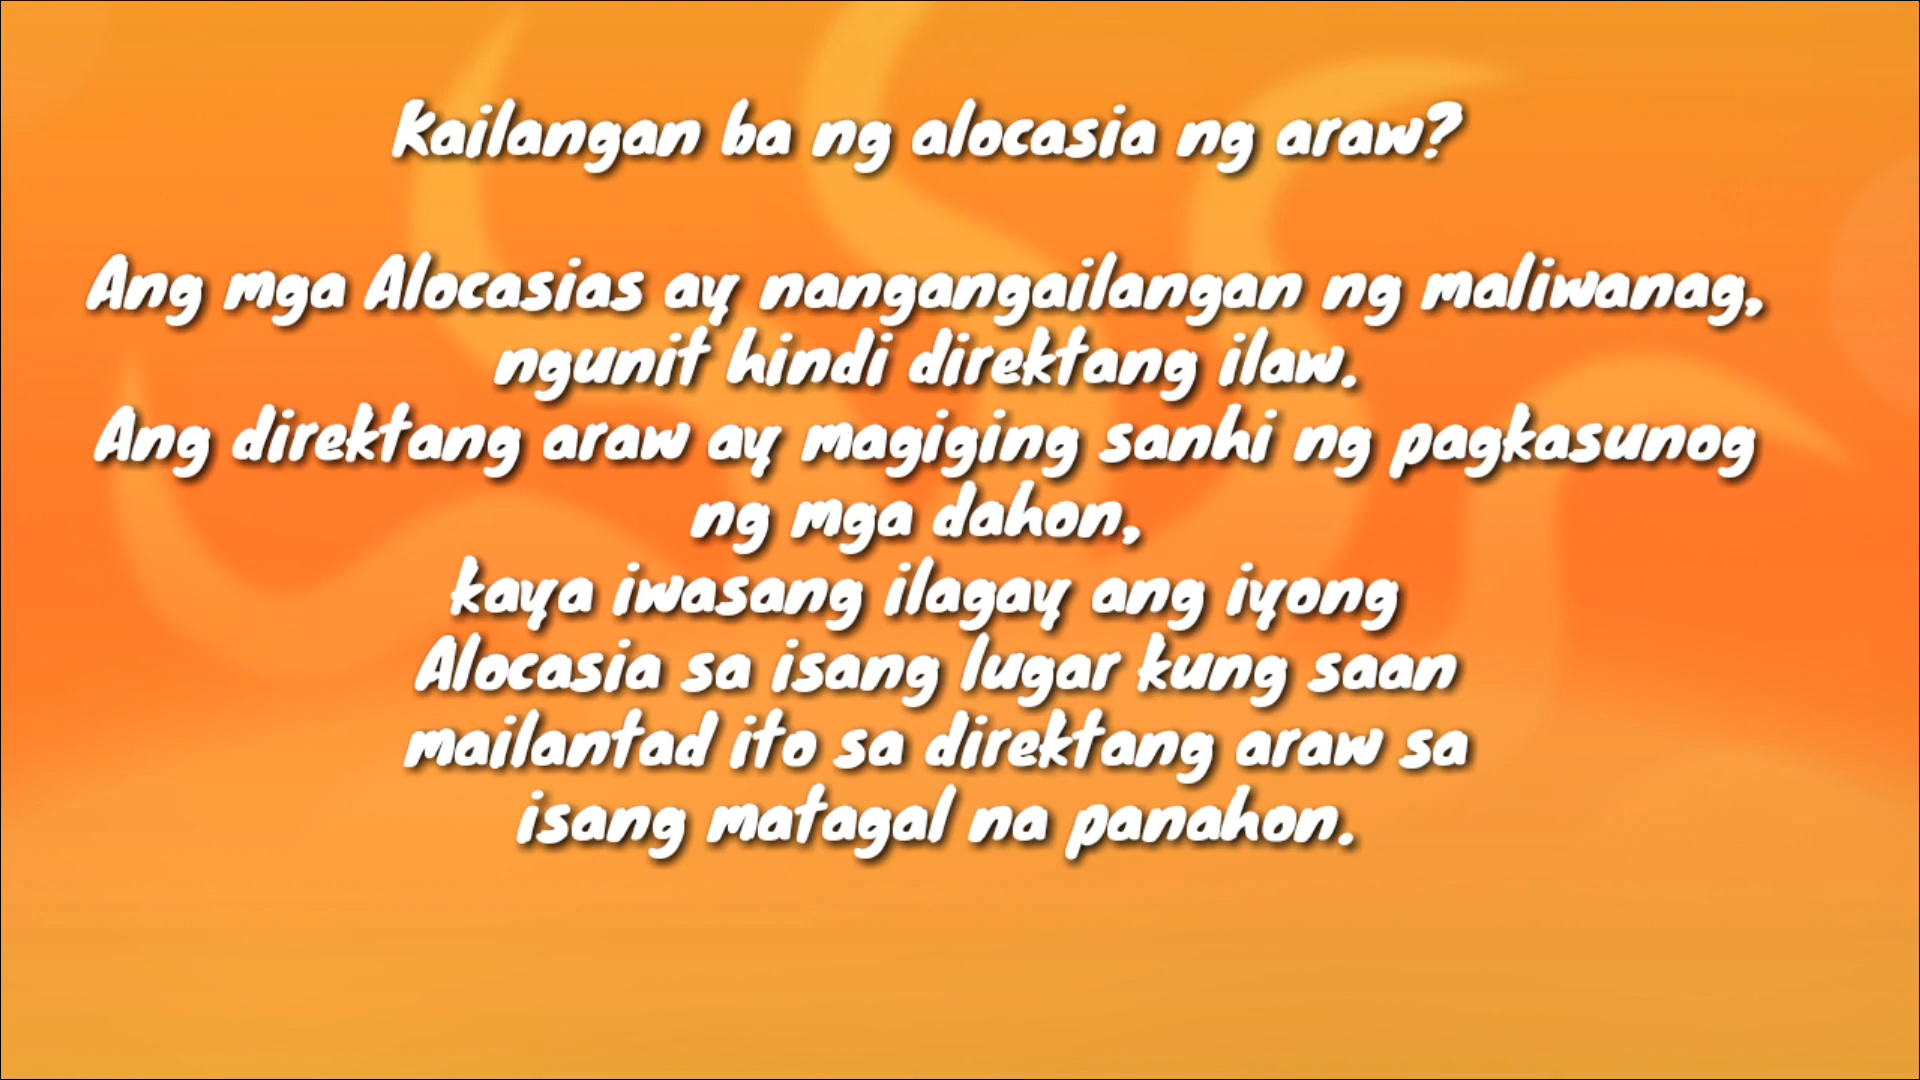 Kailangan ba ng alocasia ng araw?
Ang mga Alocasias ay nangangailangan ng maliwanag,
ngunit hindi direktang ilaw.
Ang direktang araw ay magiging sanhi ng pagkasunog
ng mga dahon,
kaya iwasang ilagay ang iyong
Alocasia sa isang lugar kung saan
mailantad ito sa direktang araw sa
isang matagal na panahon.